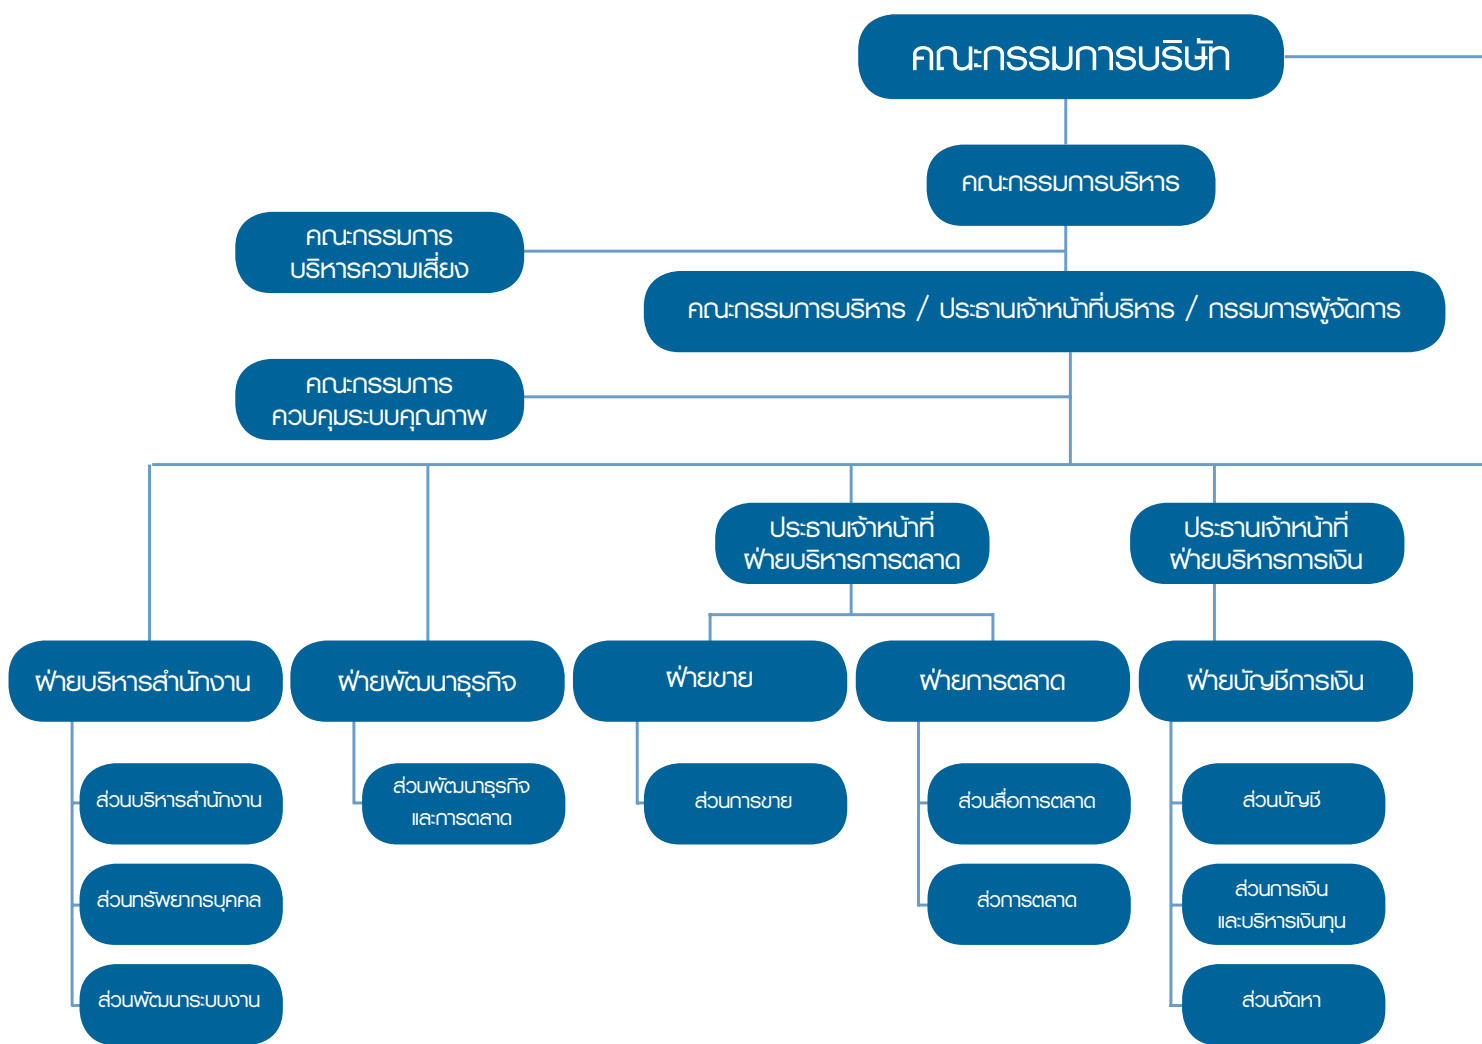 คณะกรรมการบริษัท
คณะกรรมการบริหาร
คณะกรรมการ
บริหารความเสี่ยง
คณะกรรมการบริหาร / ประธานเจ้าหน้าที่บริหาร / กรรมการผู้จัดการ
คณะกรรมการ
ควบคุมระบบคุณภาพ
ประธานเจ้าหน้าที่
ฝ่ายบริหารการตลาด
ประธานเจ้าหน้าที่
ฝ่ายบริหารการเงิน
ฝ่ายบริหารสำนักงาน
ฝ่ายพัฒนาธุรกิจ
ฝ่ายขาย
ฝ่ายการตลาด
ฝ่ายบัญชีการเงิน
ส่วนบริหารสำนักงาน
ส่วนพัฒนาธุรกิจ
และการตลาด
ส่วนการขาย
ส่วนสื่อการตลาด
ส่วนบัญชี
ส่วนทรัพยากรบุคคล
ส่วการตลาด
ส่วนการเงิน
และบริหารเงินทุน
ส่วนพัฒนาระบบงาน
ส่วนจัดหา